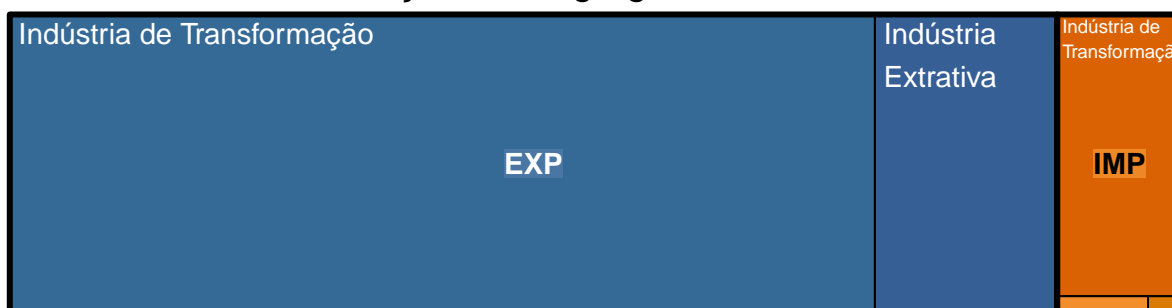 Indústria de Transformação
Indústria
Extrativa
Indústria de
EXP
IMP